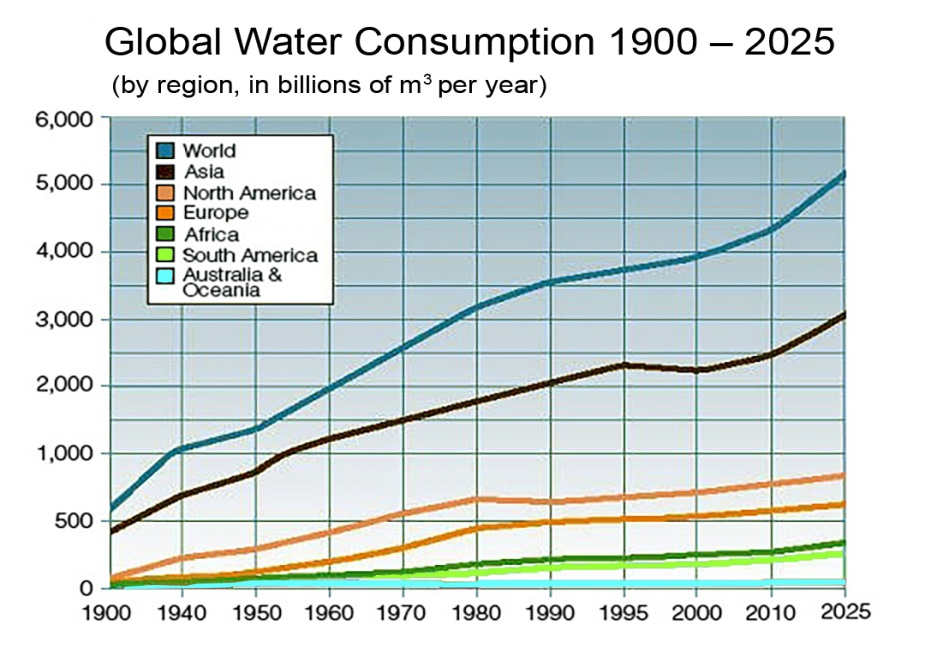 Global Water Consumption 1900 – 2025
(by region, in billions of m³ per year)
6,000
5,000
4,000
3,000
2,000
1,000
500
0
World
Asia
North America
Europe
Africa
South America
Australia &
Oceania
1900 1940 1950 1960 1970 1980 1990 1995 2000 2010 2025